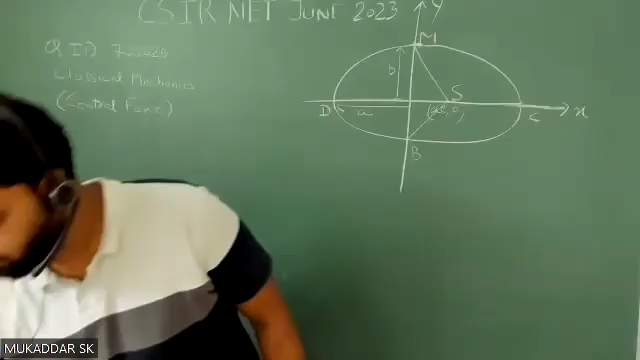 CSIR NET JUNE 2023
Q ID
Classical Mechanics
(Central Force)
y
M
b
S
D
a
C
x
B
MUKADDAR SK